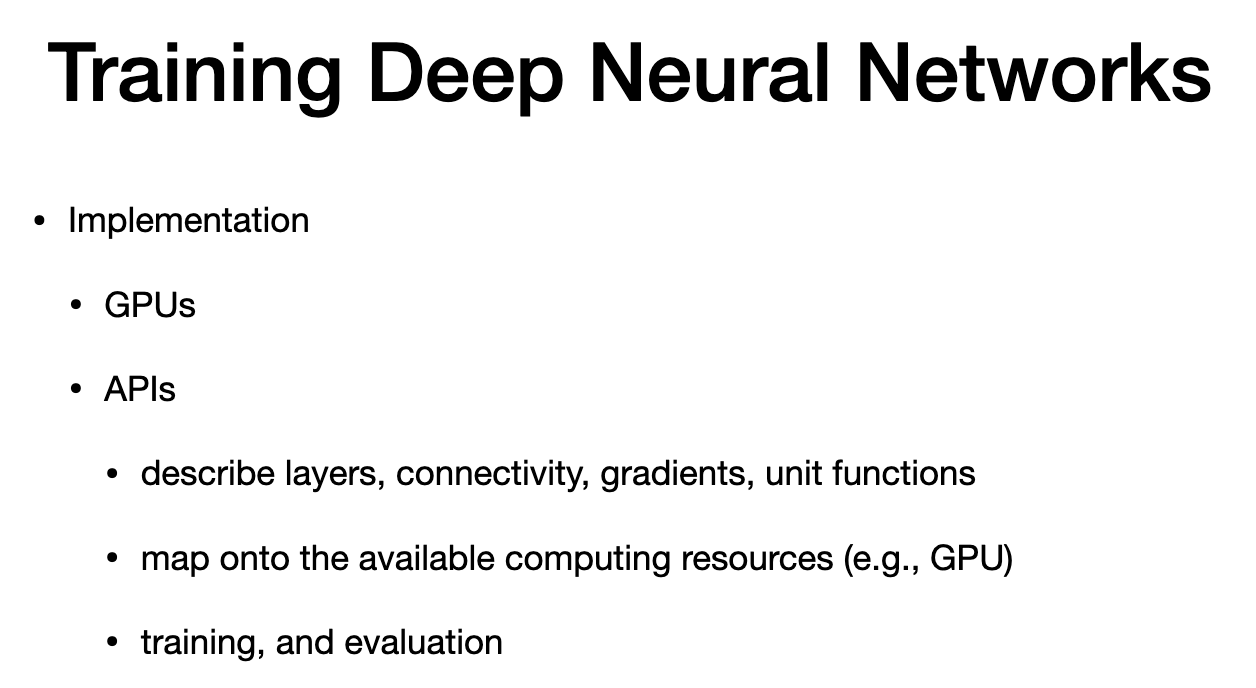 Training Deep Neural Networks
• Implementation
• GPUs
• APIs
• describe layers, connectivity, gradients, unit functions
• map onto the available computing resources (e.g., GPU)
• training, and evaluation